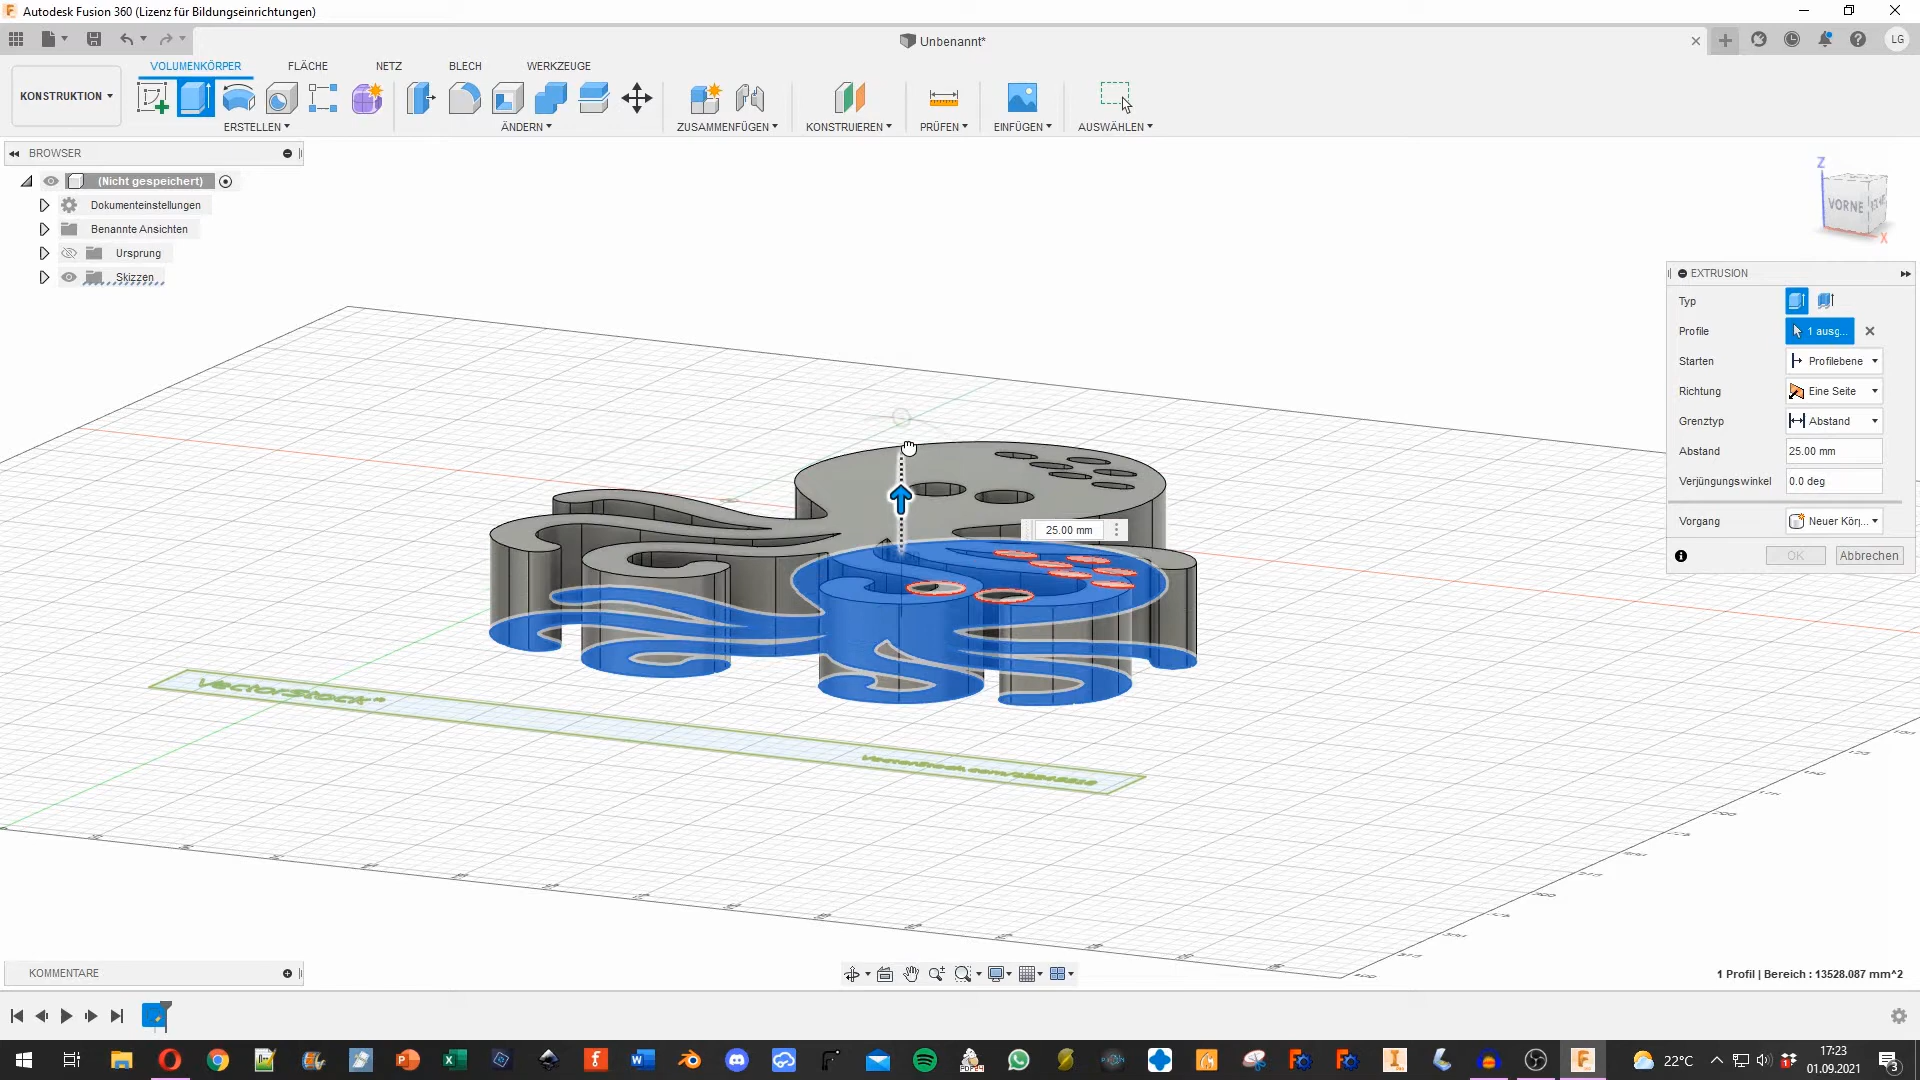 Autodesk Fusion 360 (Lizenz für Bildungseinrichtungen)
Unbenannt*
LG
VOLUMENKÖRPER
FLÄCHE
NETZ
BLECH
WERKZEUGE
KONSTRUKTION
ERSTELLEN
ÄNDERN
ZUSAMMENFÜGEN
KONSTRUIEREN
PRÜFEN
EINFÜGEN
AUSWÄHLEN
BROWSER
(Nicht gespeichert)
Dokumenteinstellungen
Benannte Ansichten
Ursprung
Skizzen
Z
VORNE
X
EXTRUSION
Typ
Profile
1 ausg...
Starten
Profilebene
Richtung
Eine Seite
Grenztyp
Abstand
Abstand
25.00 mm
Verjüngungswinkel
0.0 deg
Vorgang
Neuer Körp...
OK
Abbrechen
25.00 mm
VectorStock
KOMMENTARE
1 Profil | Bereich : 13528.087 mm^2
22°C
17:23
01.09.2021
3